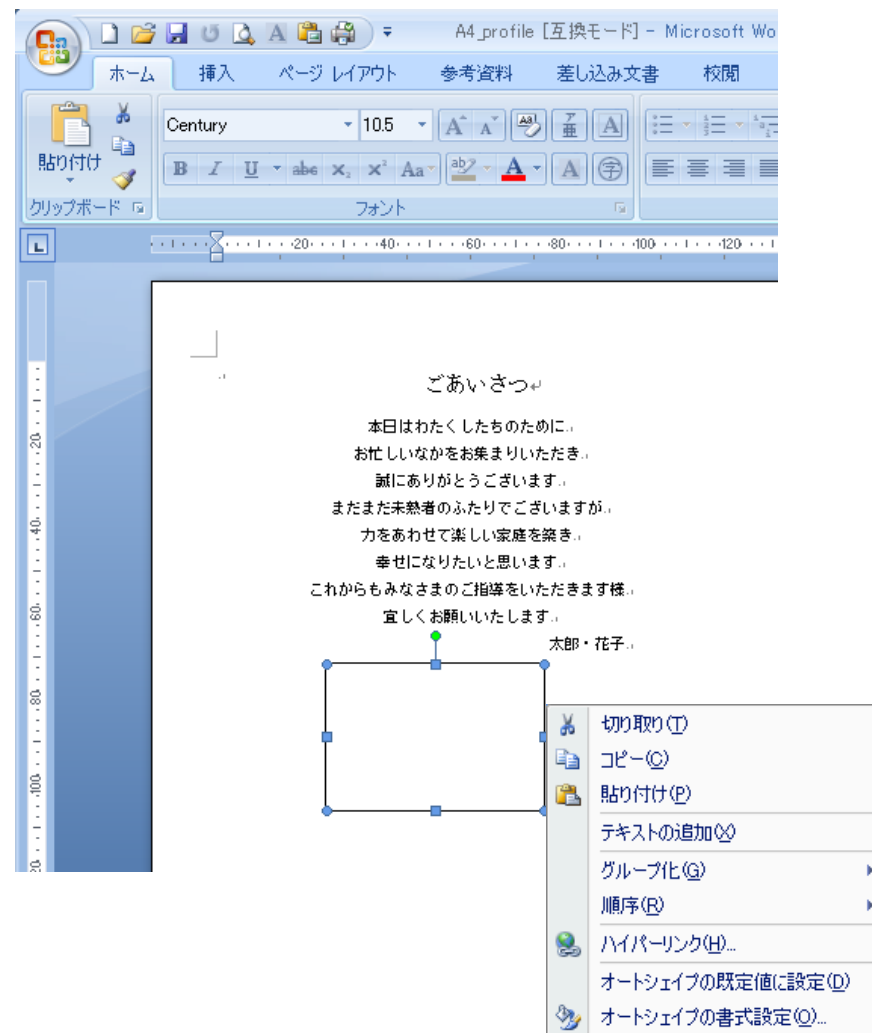 A4_profile [互換モード] - Microsoft Wo
ホーム 挿入 ページ レイアウト 参考資料 差し込み文書 校閲
貼り付け
Century 10.5
クリップボード フォント
20 40 60 80 100 120
ごあいさつ
本日はわたくしたちのために
お忙しいなかをお集まりいただき
誠にありがとうございます
まだまだ未熟者のふたりでございますが
力をあわせて楽しい家庭を築き
幸せになりたいと思います
これからもみなさまのご指導をいただきます様
宜しくお願いいたします
太郎・花子
20
40
60
80
100
切り取り(T)
コピー(C)
貼り付け(P)
テキストの追加(X)
グループ化(G)
順序(R)
ハイパーリンク(H)...
オートシェイプの既定値に設定(D)
オートシェイプの書式設定(O)...